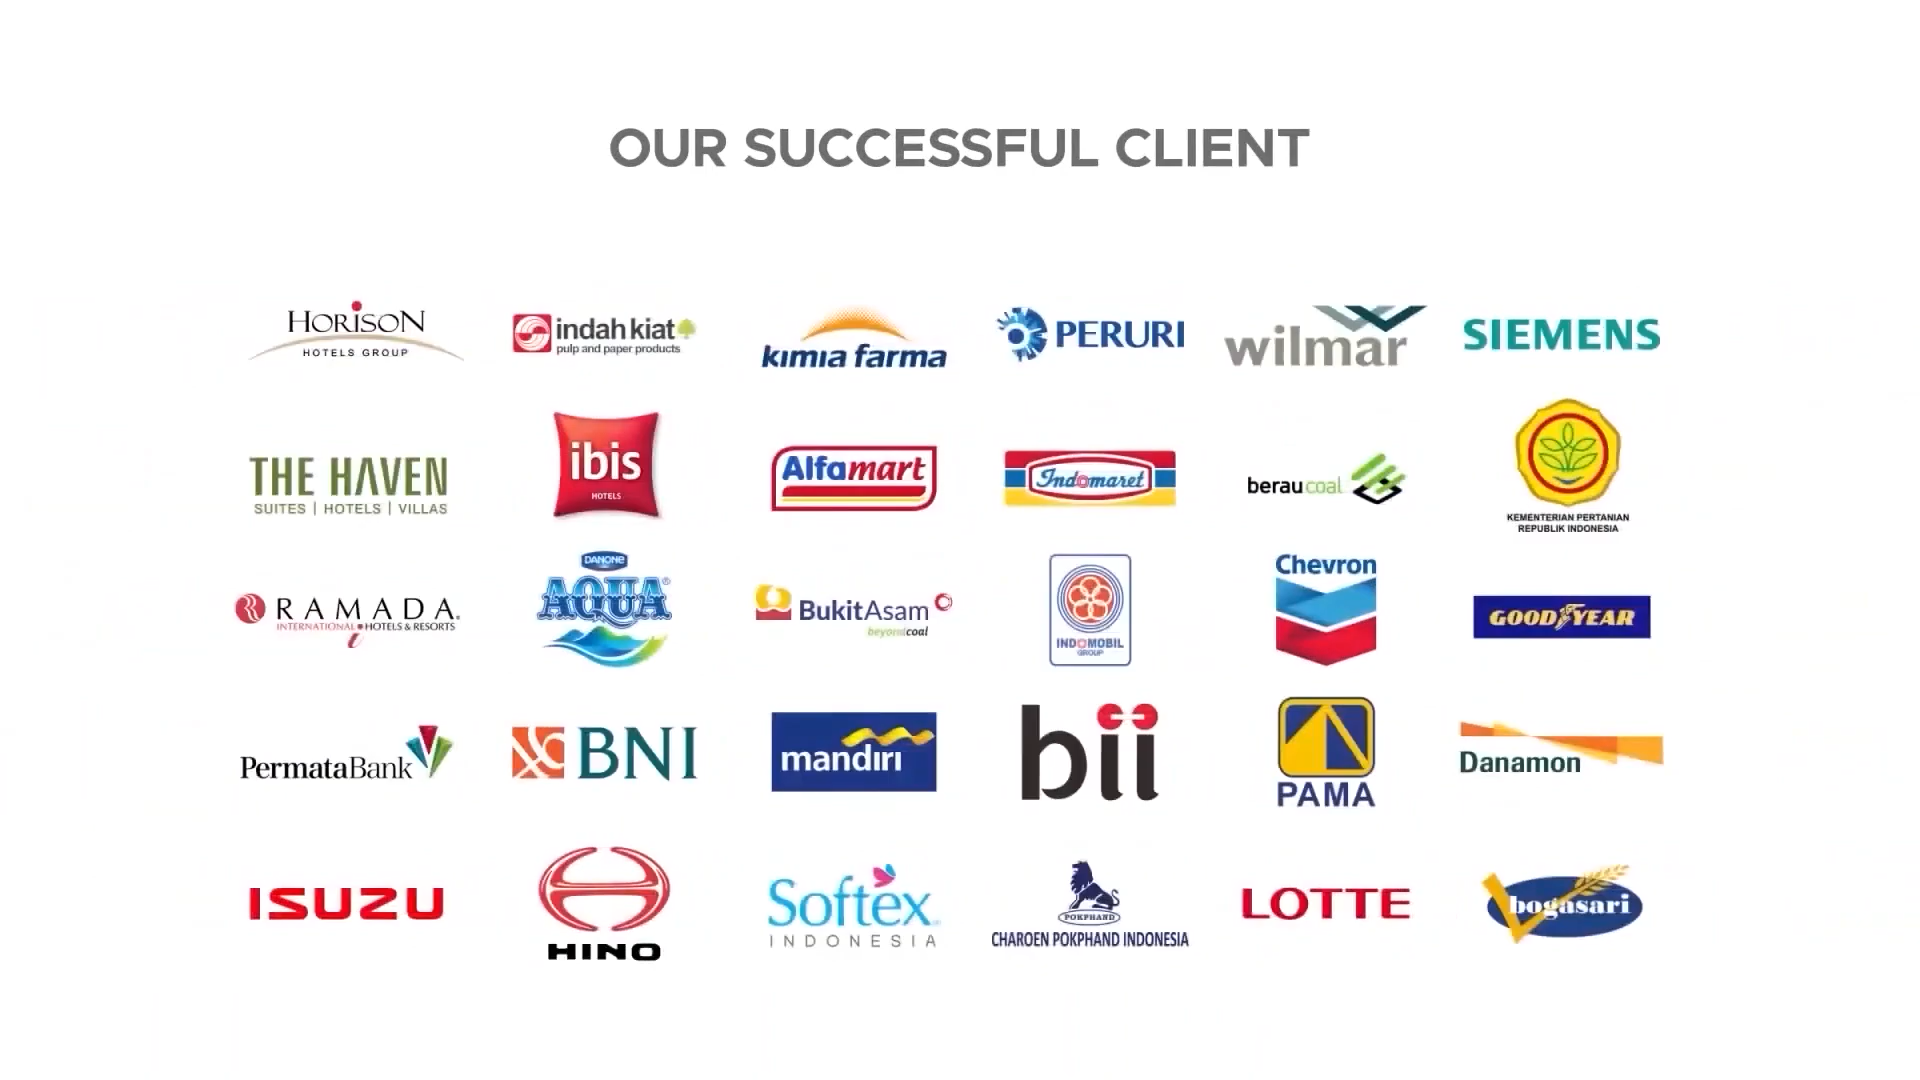 OUR SUCCESSFUL CLIENT
HORISON
HOTELS GROUP
indah kiat
pulp and paper products
kimia farma
PERURI
wilmar
SIEMENS
THE HAVEN
SUITES | HOTELS | VILLAS
ibis
HOTELS
Alfamart
Indomaret
berau coal
KEMENTERIAN PERTANIAN
REPUBLIK INDONESIA
RAMADA®
INTERNATIONAL • HOTELS & RESORTS
DANONE
AQUA®
BukitAsam
beyond coal
INDOMOBIL
GROUP
Chevron
GOODYEAR
PermataBank
BNI
mandiri
bii
PAMA
Danamon
ISUZU
HINO
Softex
INDONESIA
POKPHAND
CHAROEN POKPHAND INDONESIA
LOTTE
bogasari